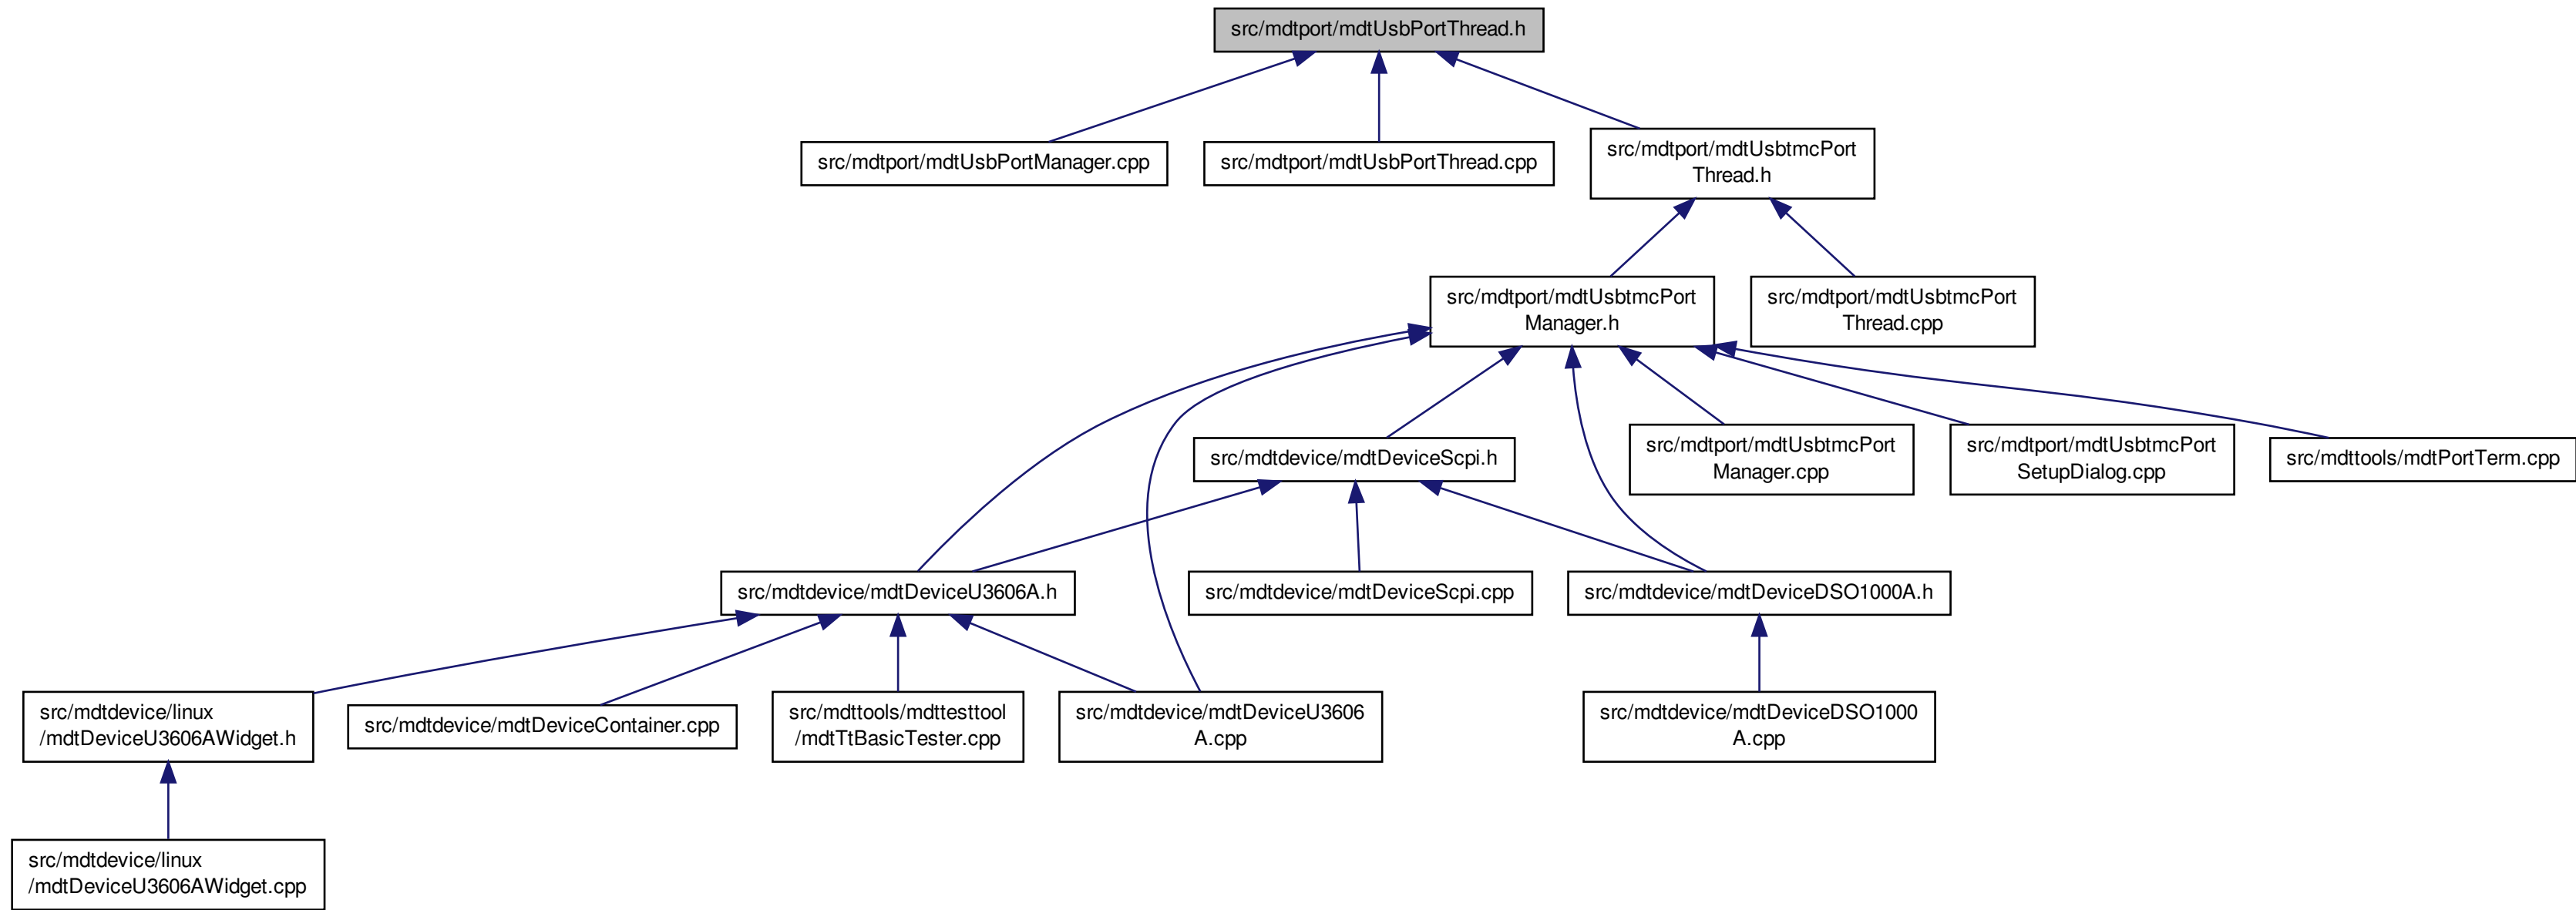 src/mdtport/mdtUsbPortThread.h
src/mdtport/mdtUsbPortManager.cpp
src/mdtport/mdtUsbPortThread.cpp
src/mdtport/mdtUsbtmcPort
Thread.h
src/mdtport/mdtUsbtmcPort
Manager.h
src/mdtport/mdtUsbtmcPort
Thread.cpp
src/mdtdevice/mdtDeviceScpi.h
src/mdtport/mdtUsbtmcPort
Manager.cpp
src/mdtport/mdtUsbtmcPort
SetupDialog.cpp
src/mdttools/mdtPortTerm.cpp
src/mdtdevice/mdtDeviceU3606A.h
src/mdtdevice/mdtDeviceScpi.cpp
src/mdtdevice/mdtDeviceDSO1000A.h
src/mdtdevice/linux
/mdtDeviceU3606AWidget.h
src/mdtdevice/mdtDeviceContainer.cpp
src/mdttools/mdttesttool
/mdtTtBasicTester.cpp
src/mdtdevice/mdtDeviceU3606
A.cpp
src/mdtdevice/mdtDeviceDSO1000
A.cpp
src/mdtdevice/linux
/mdtDeviceU3606AWidget.cpp